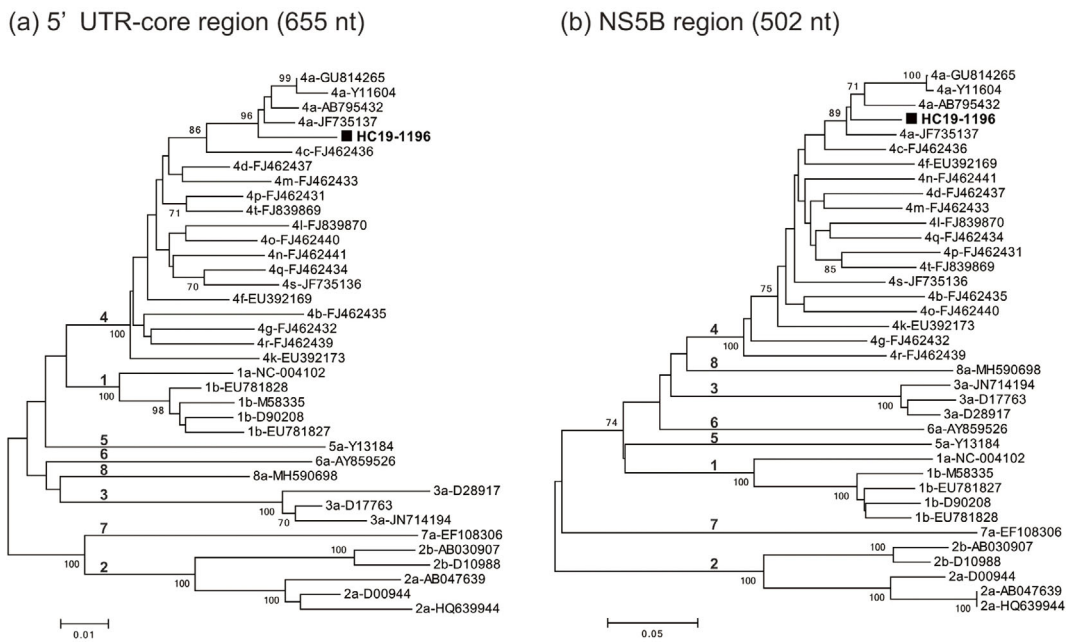 (a) 5' UTR-core region (655 nt)
99
4a-GU814265
4a-Y11604
4a-AB795432
96
4a-JF735137
86
■ HC19-1196
4c-FJ462436
4d-FJ462437
4m-FJ462433
4p-FJ462431
71
4t-FJ839869
4l-FJ839870
4o-FJ462440
4n-FJ462441
4q-FJ462434
70
4s-JF735136
4f-EU392169
4b-FJ462435
4
4g-FJ462432
100
4r-FJ462439
4k-EU392173
1a-NC-004102
1
1b-EU781828
100
1b-M58335
98
1b-D90208
1b-EU781827
5
5a-Y13184
6
6a-AY859526
8
8a-MH590698
3a-D28917
3
100
3a-D17763
70
3a-JN714194
7
7a-EF108306
100
2b-AB030907
100
2b-D10988
2
2a-AB047639
100
2a-D00944
100
2a-HQ639944
0.01
(b) NS5B region (502 nt)
100
4a-GU814265
71
4a-Y11604
4a-AB795432
89
■ HC19-1196
4a-JF735137
4c-FJ462436
4f-EU392169
4n-FJ462441
4d-FJ462437
4m-FJ462433
4l-FJ839870
4q-FJ462434
4p-FJ462431
85
4t-FJ839869
4s-JF735136
75
4b-FJ462435
4o-FJ462440
4k-EU392173
4
4g-FJ462432
100
4r-FJ462439
8
8a-MH590698
3
3a-JN714194
100
3a-D17763
3a-D28917
74
6
6a-AY859526
5
5a-Y13184
1a-NC-004102
1
1b-M58335
100
1b-EU781827
100
1b-D90208
1b-EU781828
7
7a-EF108306
100
2b-AB030907
2
2b-D10988
100
2a-D00944
100
2a-AB047639
100
2a-HQ639944
0.05